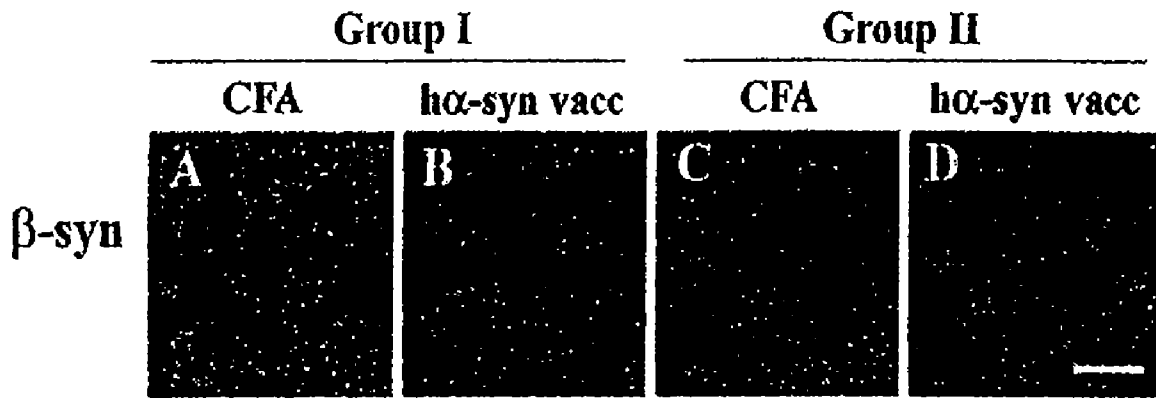 Group I Group II
CFA hα-syn vacc CFA hα-syn vacc
A B C D
β-syn